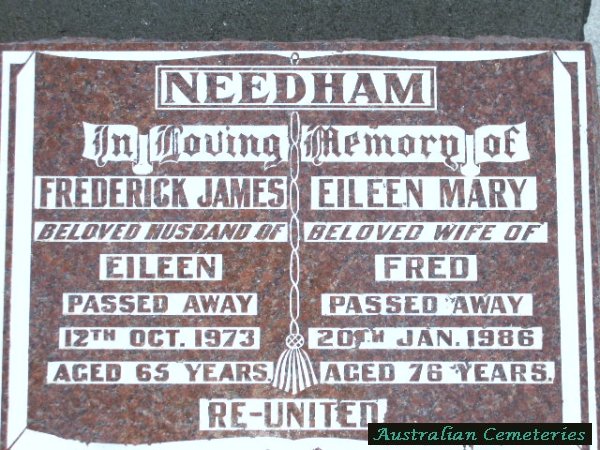 NEEDHAM
In Loving Memory of
FREDERICK JAMES
BELOVED HUSBAND OF
EILEEN
PASSED AWAY
12TH OCT. 1973
AGED 65 YEARS.
EILEEN MARY
BELOVED WIFE OF
FRED
PASSED AWAY
20TH JAN. 1986
AGED 76 YEARS.
RE-UNITED
Australian Cemeteries